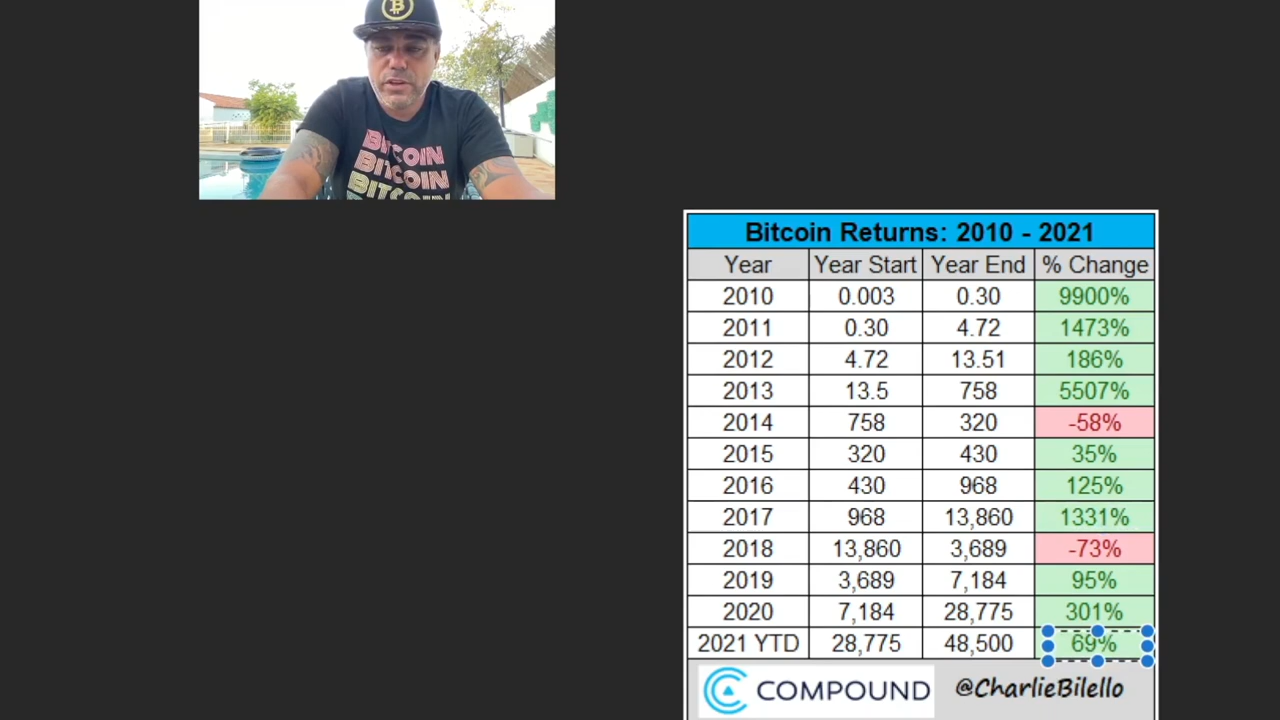 BITCOIN
BITCOIN
BITCOIN
Bitcoin Returns: 2010 - 2021
Year Year Start Year End % Change
2010 0.003 0.30 9900%
2011 0.30 4.72 1473%
2012 4.72 13.51 186%
2013 13.5 758 5507%
2014 758 320 -58%
2015 320 430 35%
2016 430 968 125%
2017 968 13,860 1331%
2018 13,860 3,689 -73%
2019 3,689 7,184 95%
2020 7,184 28,775 301%
2021 YTD 28,775 48,500 69%
COMPOUND @CharlieBilello